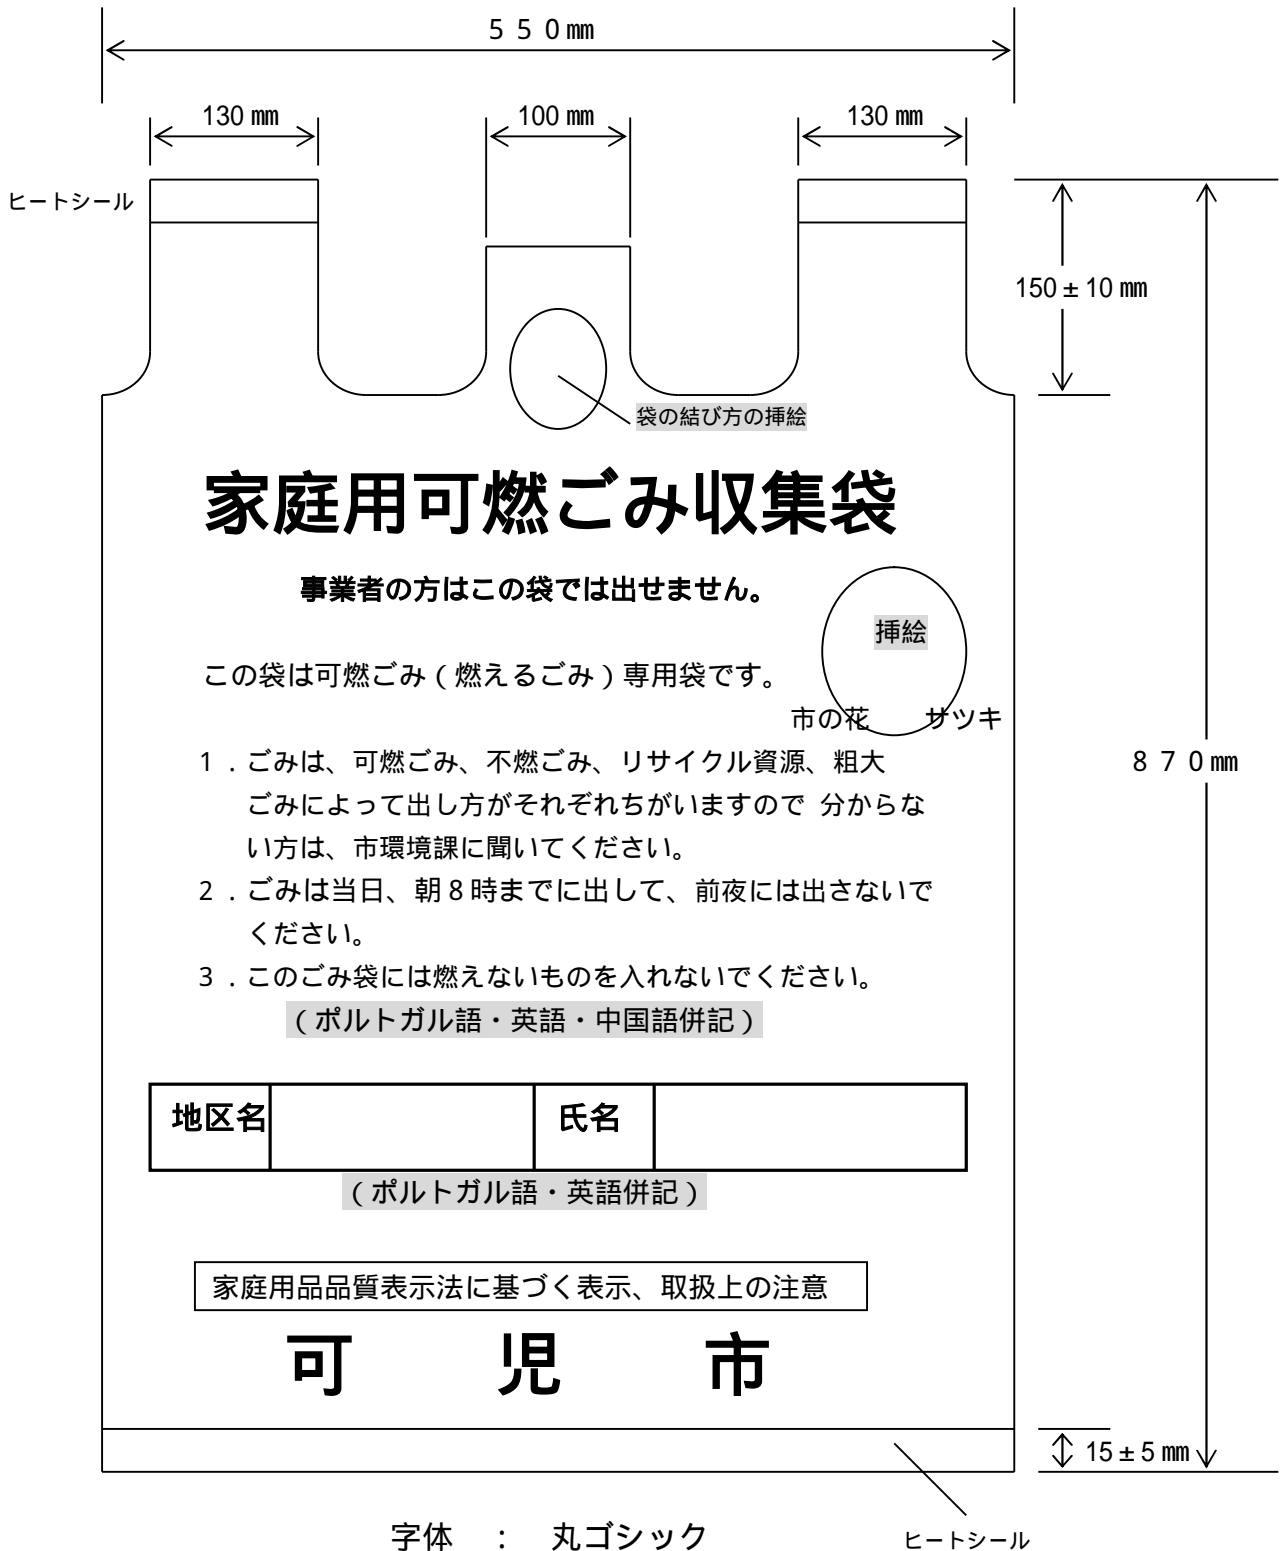 ５５０㎜
130㎜
100㎜
130㎜
ヒートシール
150±10㎜
袋の結び方の挿絵
家庭用可燃ごみ収集袋
事業者の方はこの袋では出せません。
挿絵
この袋は可燃ごみ（燃えるごみ）専用袋です。
市の花　　サツキ
８７０㎜
１．ごみは、可燃ごみ、不燃ごみ、リサイクル資源、粗大
ごみによって出し方がそれぞれちがいますので 分からな
い方は、市環境課に聞いてください。
２．ごみは当日、朝８時までに出して、前夜には出さないで
ください。
３．このごみ袋には燃えないものを入れないでください。
（ポルトガル語・英語・中国語併記）
地区名　氏名
（ポルトガル語・英語併記）
家庭用品品質表示法に基づく表示、取扱上の注意
可　児　市
15±5㎜
字体　：　丸ゴシック
ヒートシール